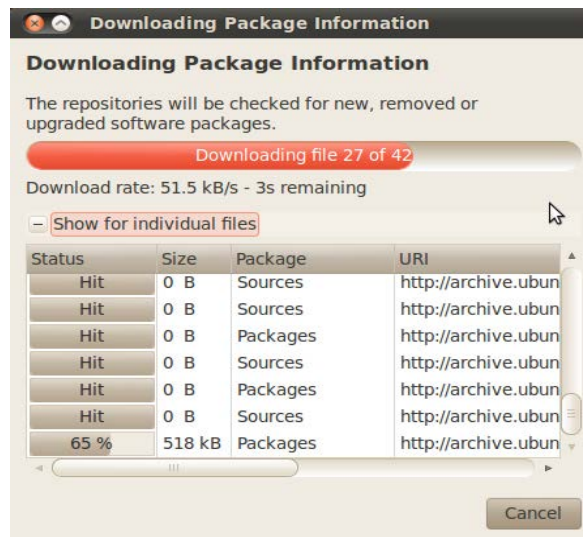 Downloading Package Information
Downloading Package Information
The repositories will be checked for new, removed or
upgraded software packages.
Downloading file 27 of 42
Download rate: 51.5 kB/s - 3s remaining
Show for individual files
Status Size Package URI
Hit 0 B Sources http://archive.ubun
Hit 0 B Sources http://archive.ubun
Hit 0 B Packages http://archive.ubun
Hit 0 B Sources http://archive.ubun
Hit 0 B Packages http://archive.ubun
Hit 0 B Sources http://archive.ubun
65 % 518 kB Packages http://archive.ubun
Cancel